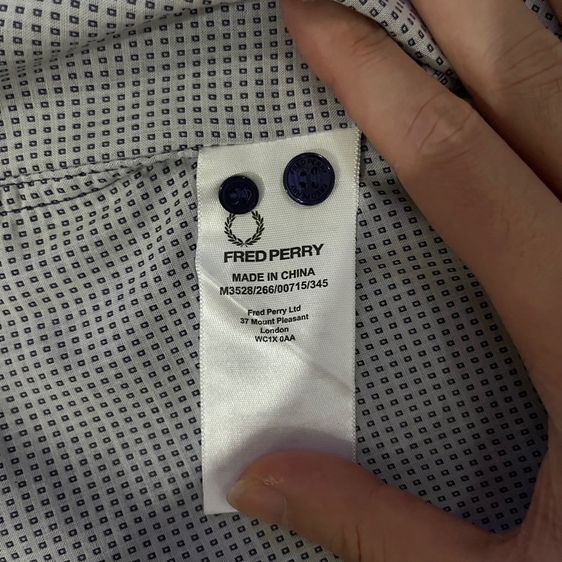 FRED PERRY
MADE IN CHINA
M3528/266/00715/345
Fred Perry Ltd
37 Mount Pleasant
London
WC1X 0AA